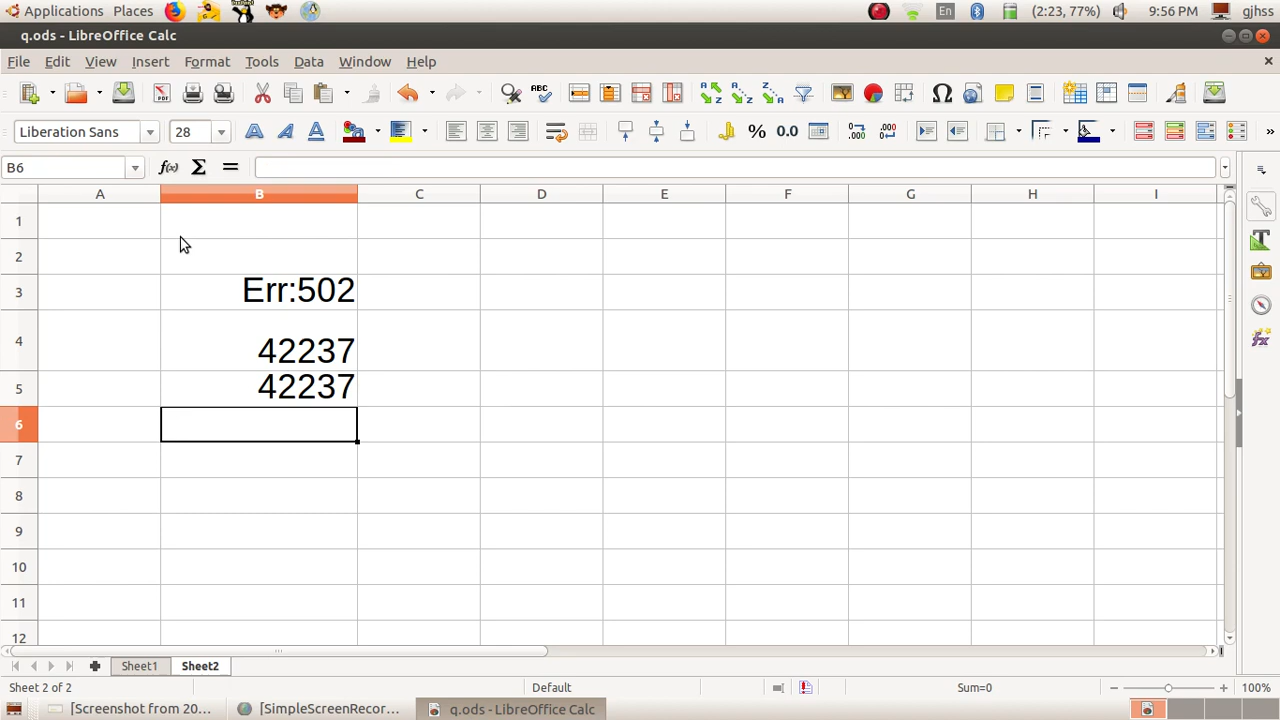 Applications Places En (2:23, 77%) 9:56 PM gjhss
q.ods - LibreOffice Calc
File Edit View Insert Format Tools Data Window Help
Liberation Sans 28 % 0.0
B6
A B C D E F G H I
1
2
3 Err:502
4 42237
5 42237
6
7
8
9
10
11
12
Sheet1 Sheet2
Sheet 2 of 2 Default Sum=0 100%
[Screenshot from 20... [SimpleScreenRecor... q.ods - LibreOffice Calc